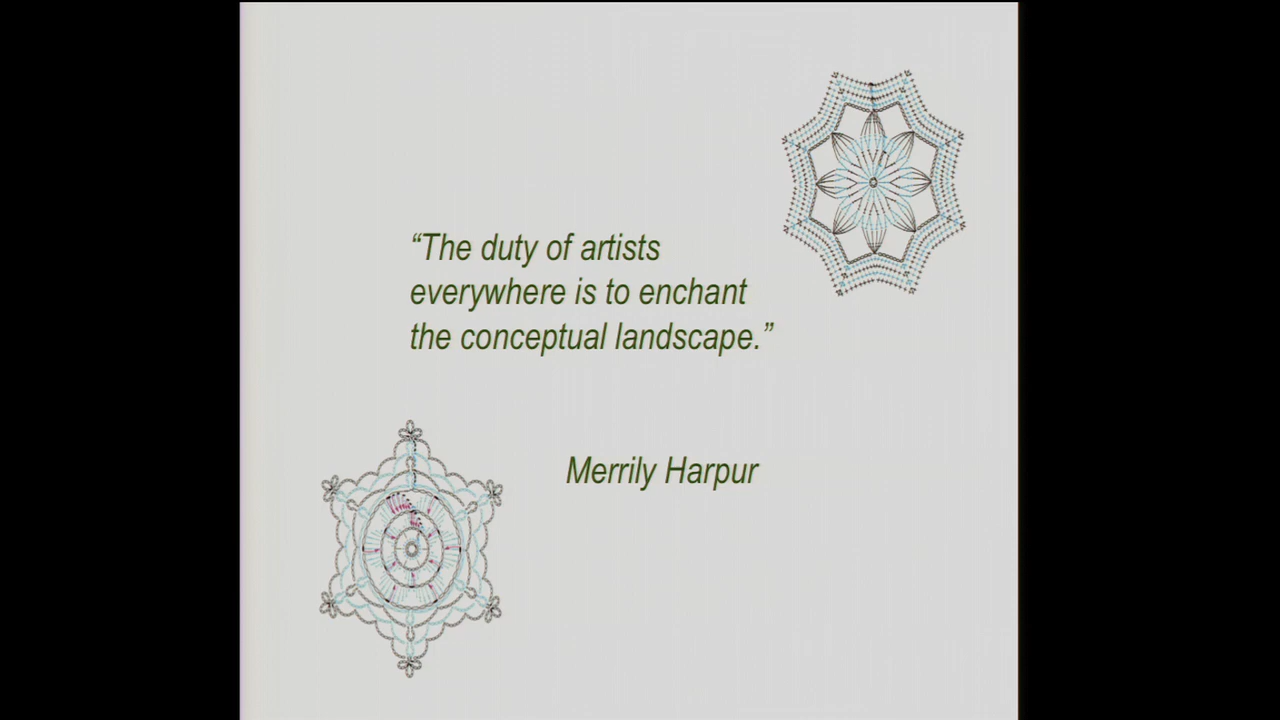 “The duty of artists
everywhere is to enchant
the conceptual landscape.”
Merrily Harpur